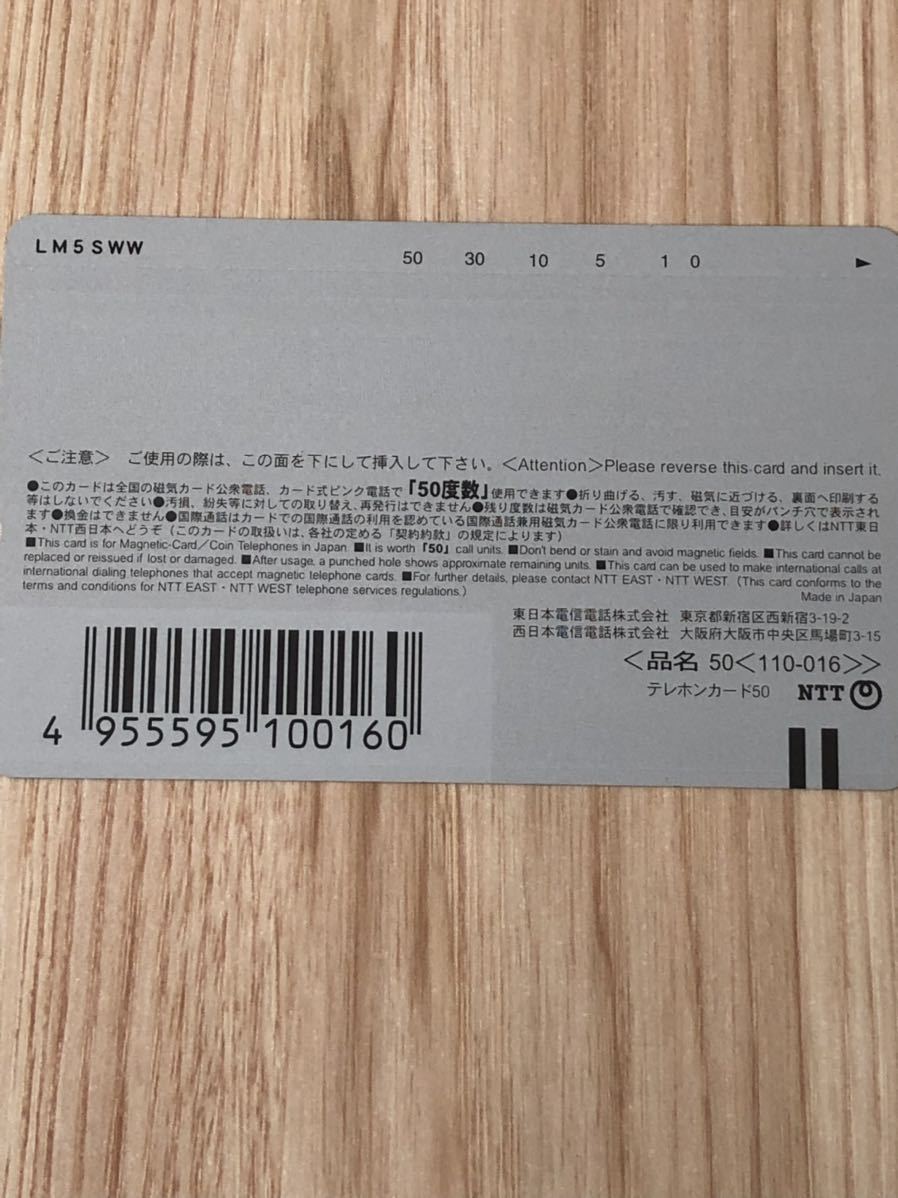 LM5SWW
50 30 10 5 1 0 ►
＜ご注意＞ ご使用の際は、この面を下にして挿入して下さい。＜Attention＞Please reverse this card and insert it.
●このカードは全国の磁気カード公衆電話、カード式ピンク電話で『50度数』使用できます●折り曲げる、汚す、磁気に近づける、裏面へ印刷する
等はしないでください●汚損、紛失等に対しての取り替え、再発行はできません●残り度数は磁気カード公衆電話で確認でき、目安がパンチ穴で表示され
ます●換金はできません●国際通話はカードでの国際通話の利用を認めている国際通話兼用磁気カード公衆電話に限り利用できます●詳しくはNTT東日
本・NTT西日本へどうぞ（このカードの取扱いは、各社の定める「契約約款」の規定によります）
■This card is for Magnetic-Card／Coin Telephones in Japan. ■It is worth『50』call units. ■Don't bend or stain and avoid magnetic fields. ■This card cannot be
replaced or reissued if lost or damaged. ■After usage, a punched hole shows approximate remaining units. ■This card can be used to make international calls at
international dialing telephones that accept magnetic telephone cards. ■For further details, please contact NTT EAST・NTT WEST. (This card conforms to the
terms and conditions for NTT EAST・NTT WEST telephone services regulations.)
Made in Japan
東日本電信電話株式会社 東京都新宿区西新宿3-19-2
西日本電信電話株式会社 大阪府大阪市中央区馬場町3-15
＜品名 50＜110-016＞＞
テレホンカード50 NTT
4 955595 100160